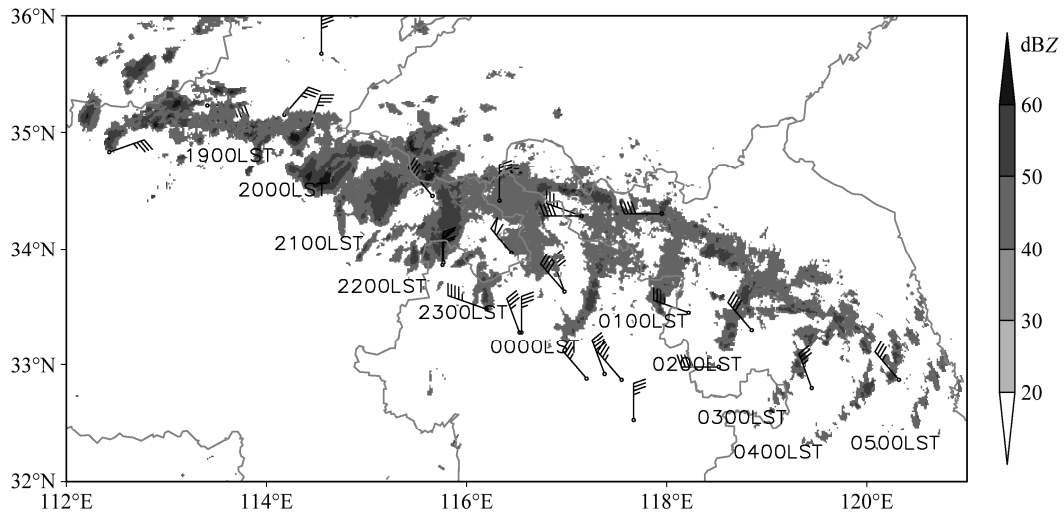 36°N
dBZ
60
35°N
1900LST
50
2000LST
40
2100LST
34°N
2200LST
2300LST
0100LST
30
0000LST
33°N
0200LST
20
0300LST
0400LST
0500LST
32°N
112°E
114°E
116°E
118°E
120°E